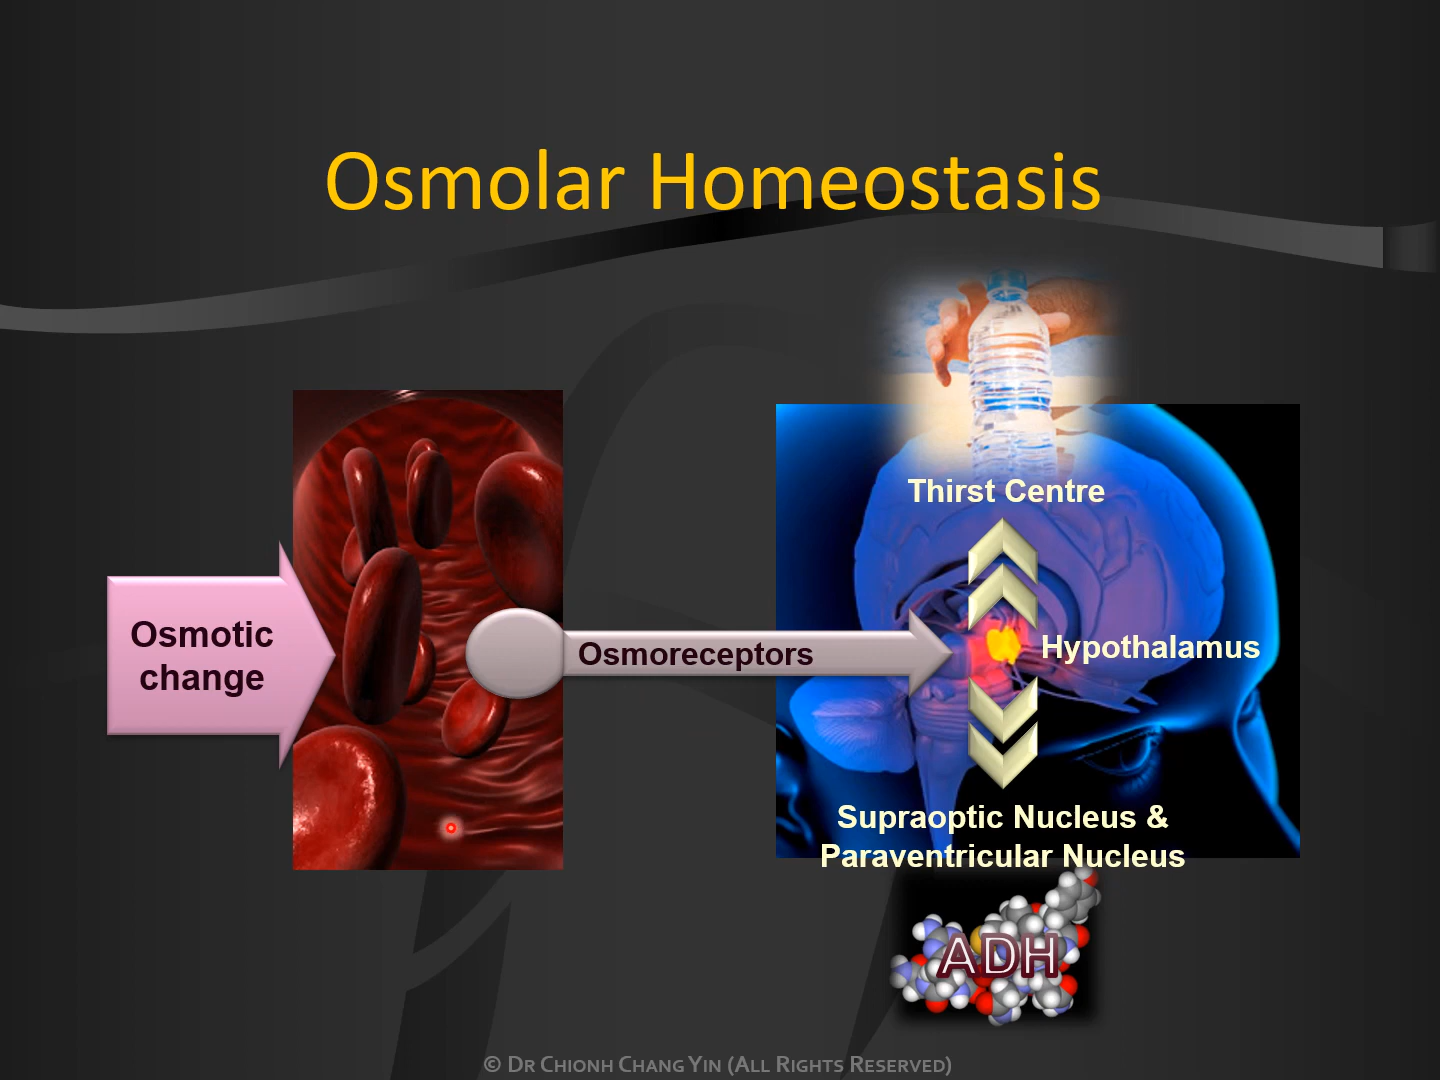 Osmolar Homeostasis
Thirst Centre
Osmotic
change
Osmoreceptors
Hypothalamus
Supraoptic Nucleus &
Paraventricular Nucleus
ADH
© Dr Chionh Chang Yin (All Rights Reserved)